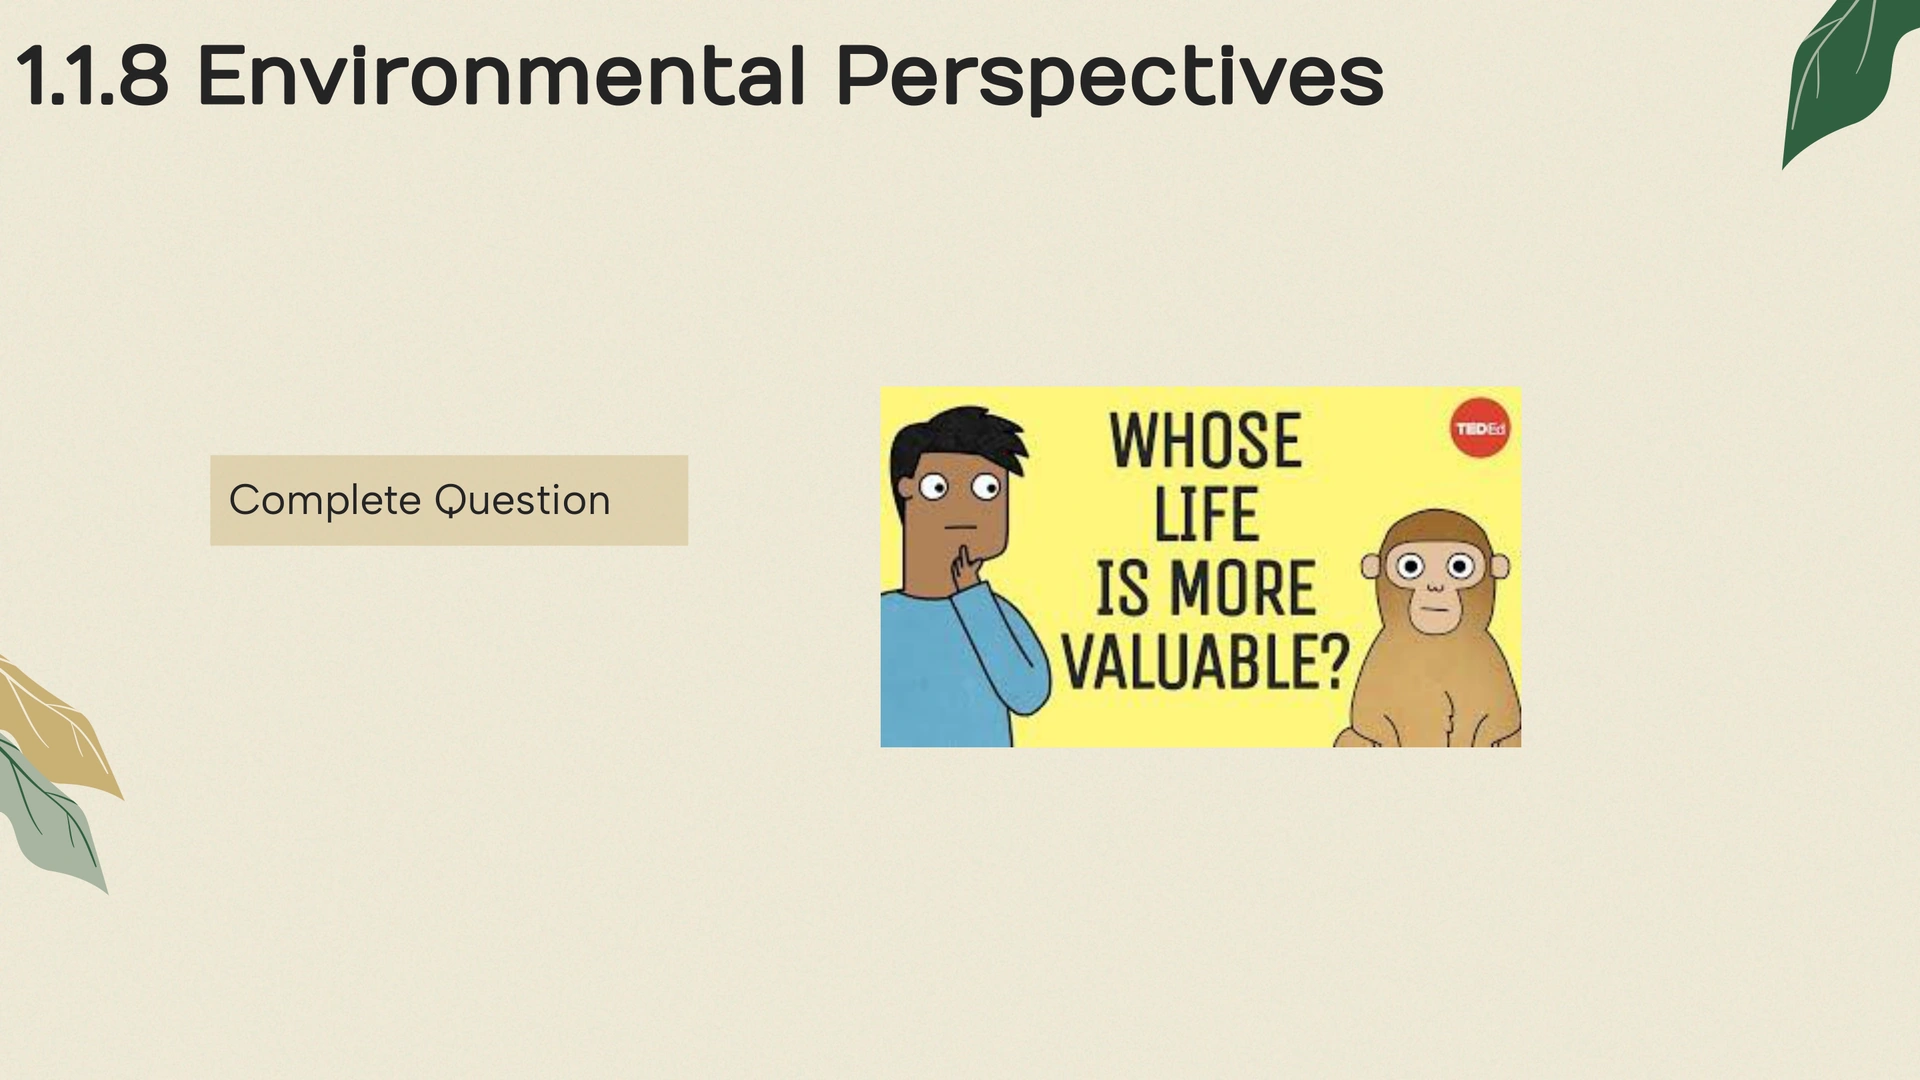 1.1.8 Environmental Perspectives
Complete Question
WHOSE
LIFE
IS MORE
VALUABLE?
TEDEd